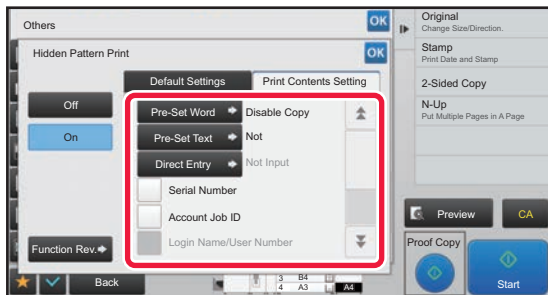 Others
OK
Hidden Pattern Print
OK
Default Settings
Print Contents Setting
Off
On
Pre-Set Word
Disable Copy
Pre-Set Text
Not
Direct Entry
Not Input
Serial Number
Account Job ID
Login Name/User Number
Function Rev.
Back
3 B4
4 A3
A4
Original
Change Size/Direction.
Stamp
Print Date and Stamp
2-Sided Copy
N-Up
Put Multiple Pages in A Page
Preview
CA
Proof Copy
Start